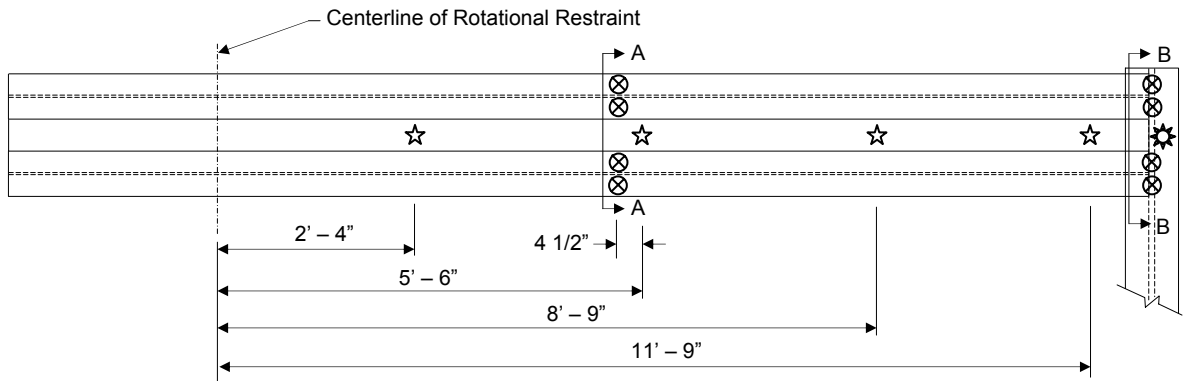 Centerline of Rotational Restraint
A
B
A
B
2’ – 4”
4 1/2”
5’ – 6”
8’ – 9”
11’ – 9”